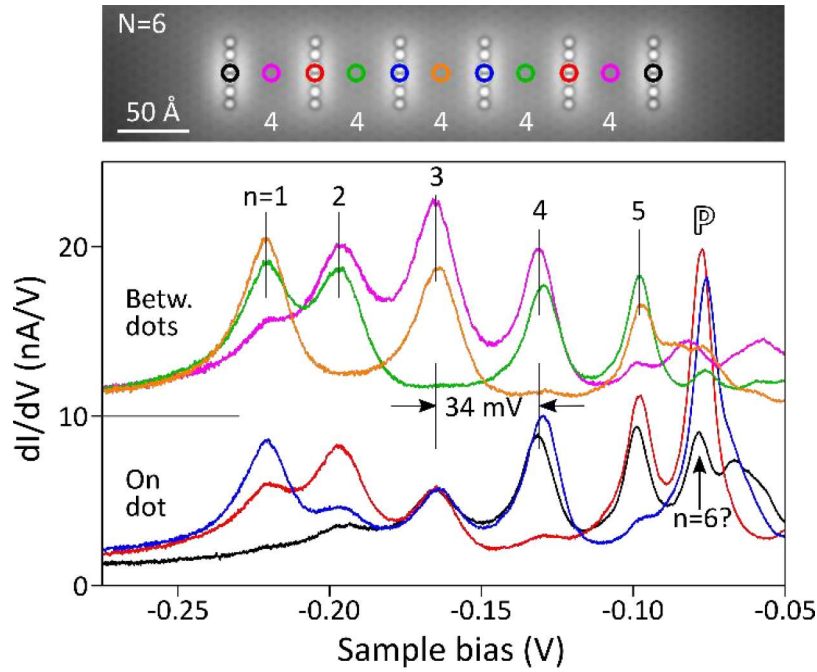 N=6
50 Å
4 4 4 4 4
n=1 2 3 4 5 ℙ
Betw.
dots
34 mV
On
dot
n=6?
dI/dV (nA/V)
20
10
0
-0.25 -0.20 -0.15 -0.10 -0.05
Sample bias (V)